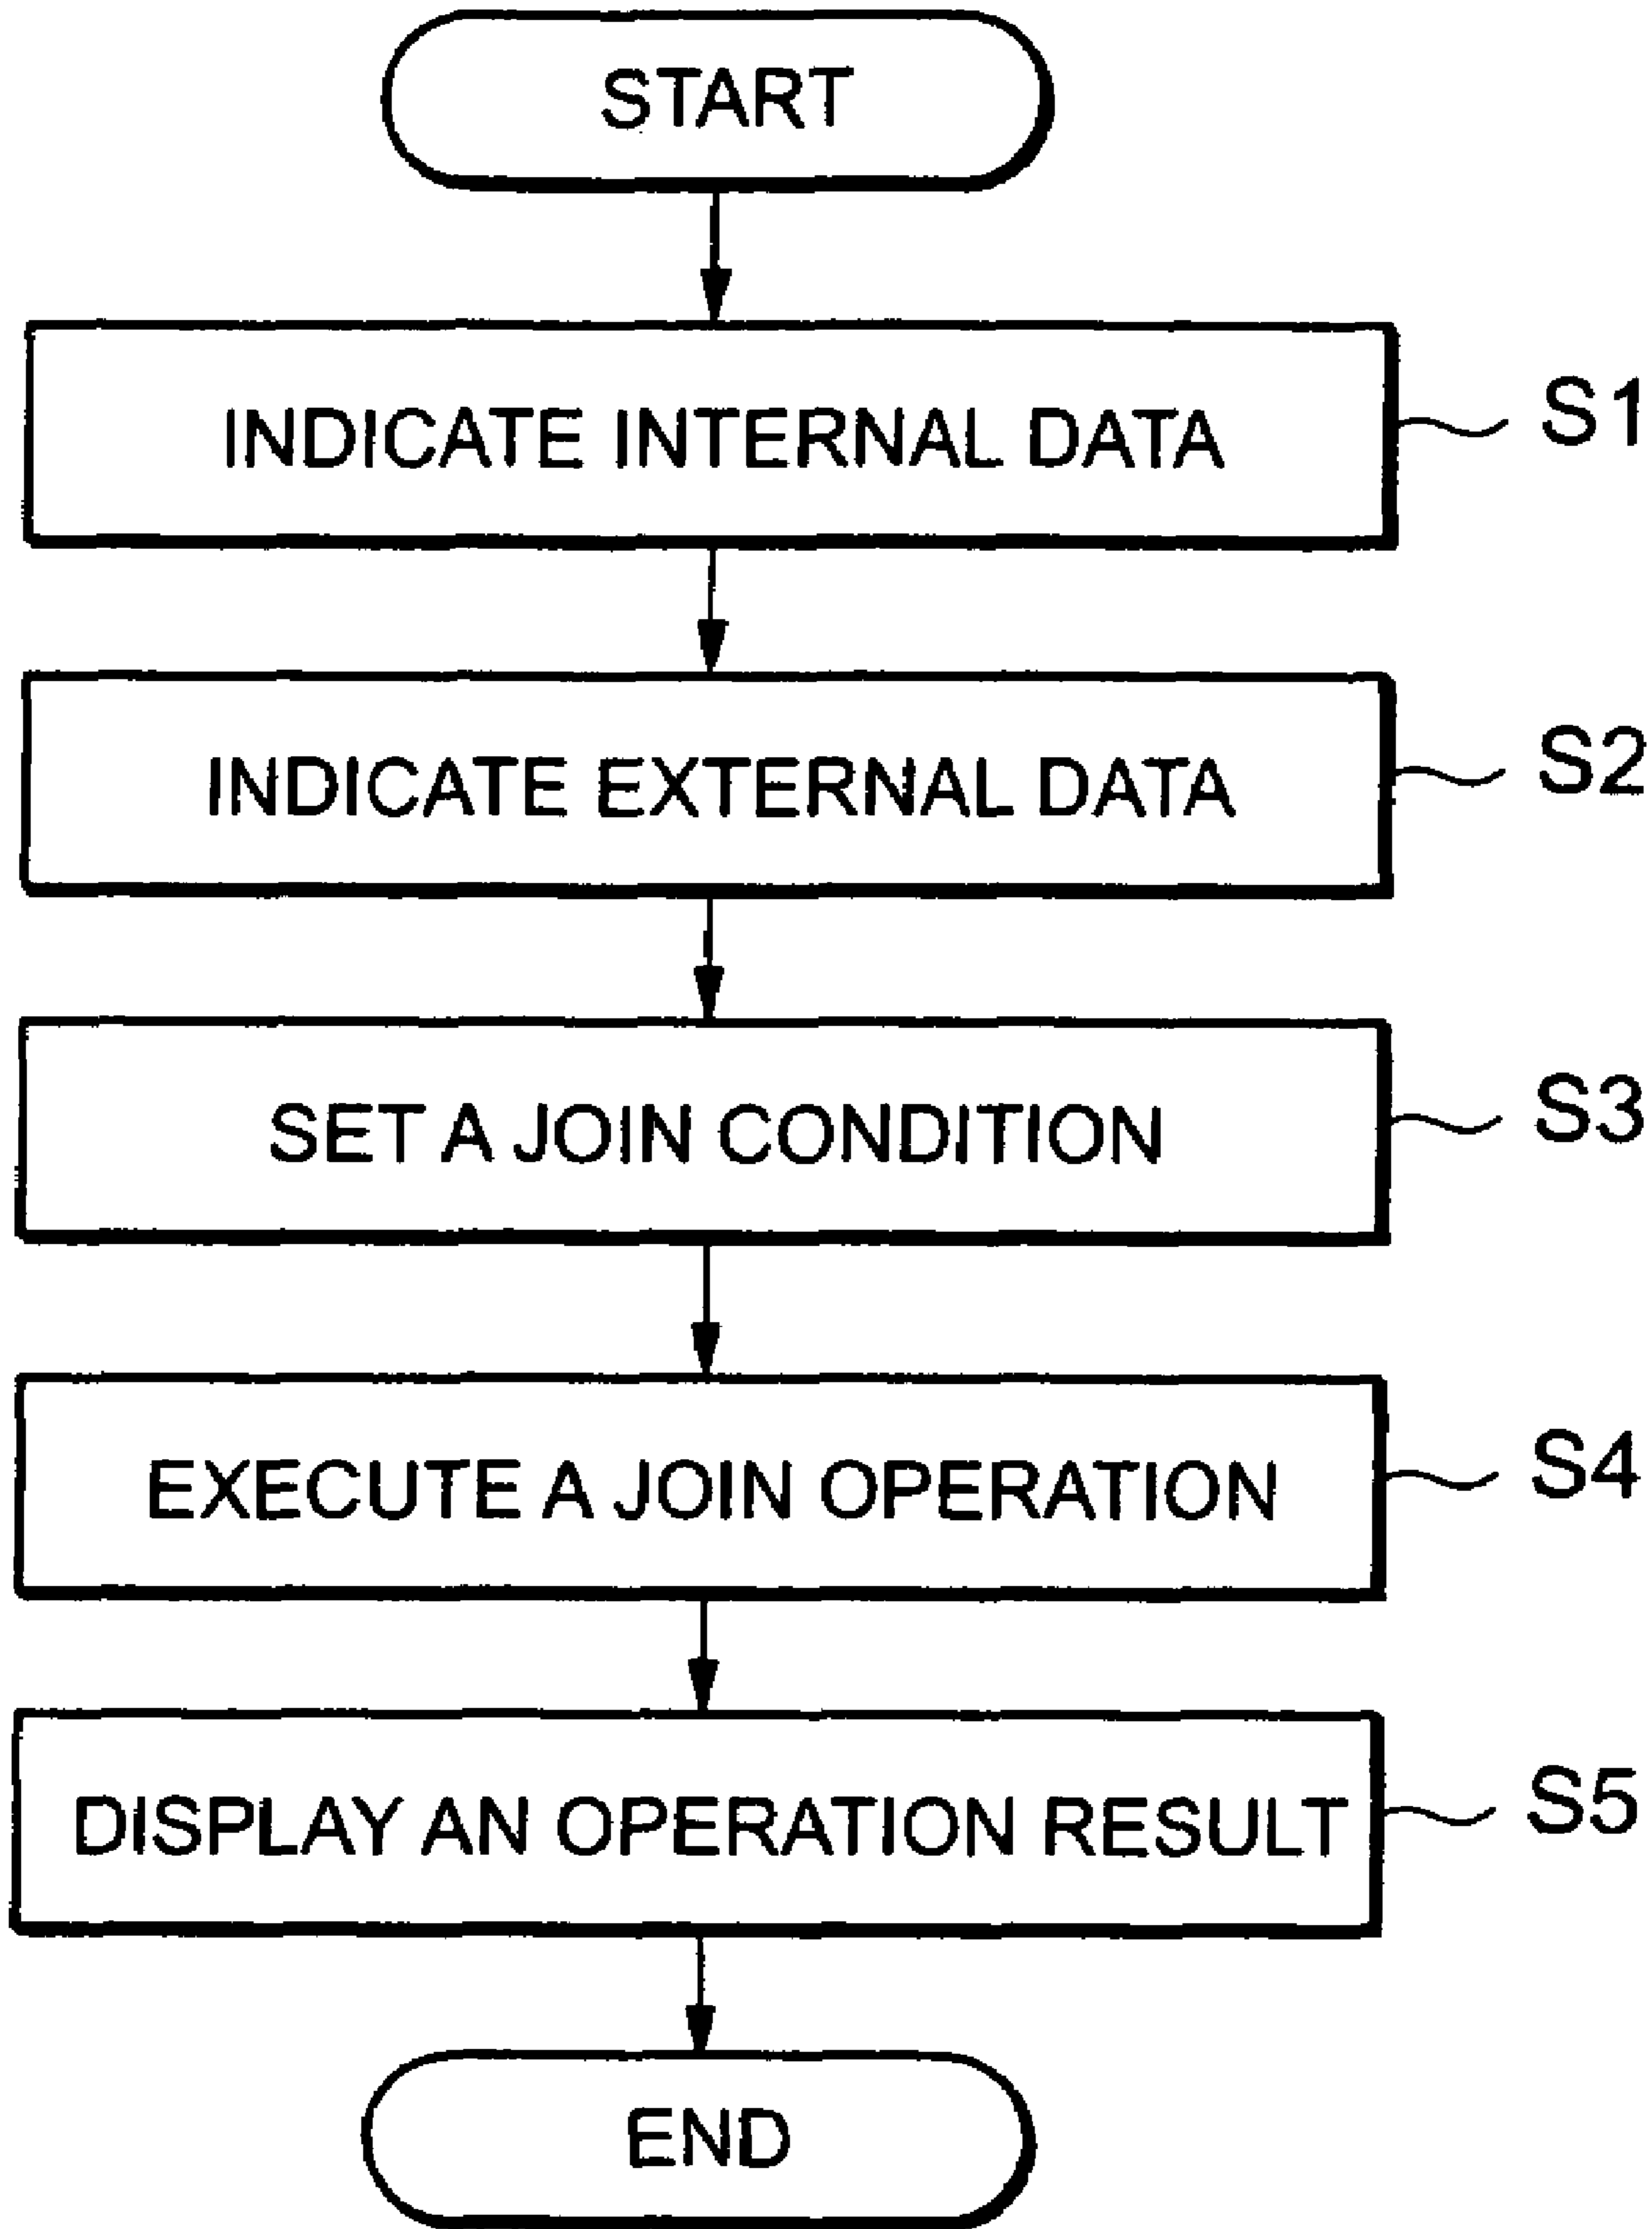 START
INDICATE INTERNAL DATA
S1
INDICATE EXTERNAL DATA
S2
SET A JOIN CONDITION
S3
EXECUTE A JOIN OPERATION
S4
DISPLAY AN OPERATION RESULT
S5
END